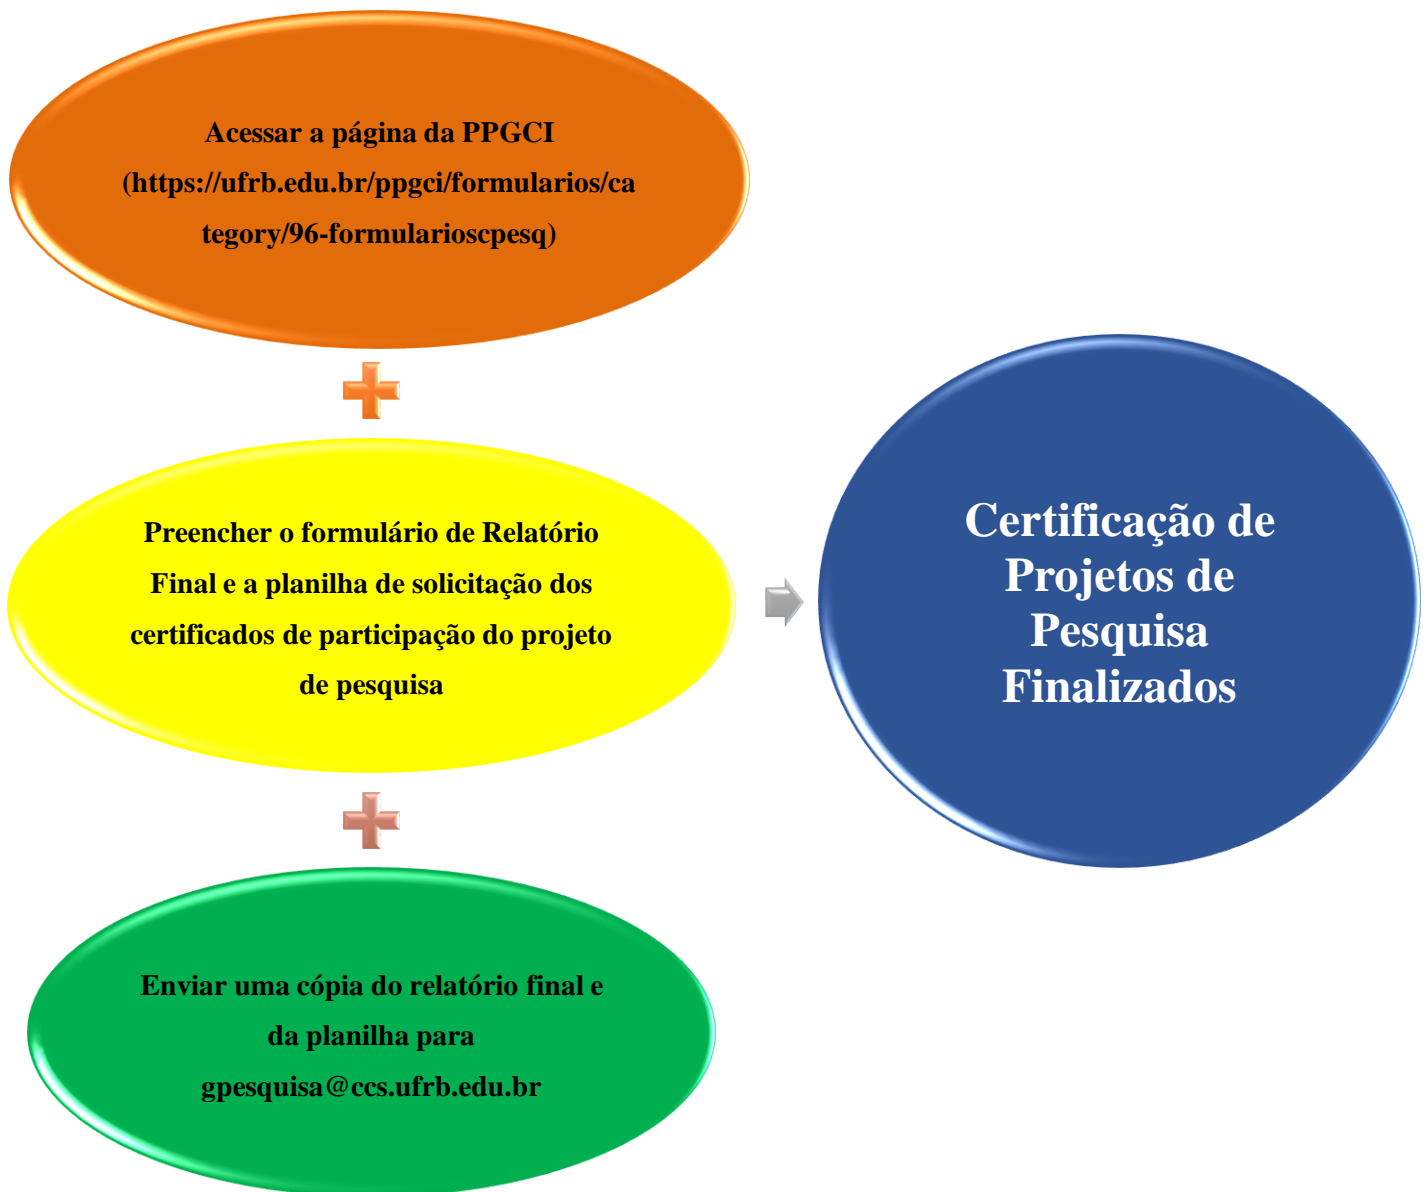 Acessar a página da PPGCI
(https://ufrb.edu.br/ppgci/formularios/ca
tegory/96-formularioscpesq)
Preencher o formulário de Relatório
Final e a planilha de solicitação dos
certificados de participação do projeto
de pesquisa
Enviar uma cópia do relatório final e
da planilha para
gpesquisa@ccs.ufrb.edu.br
Certificação de
Projetos de
Pesquisa
Finalizados